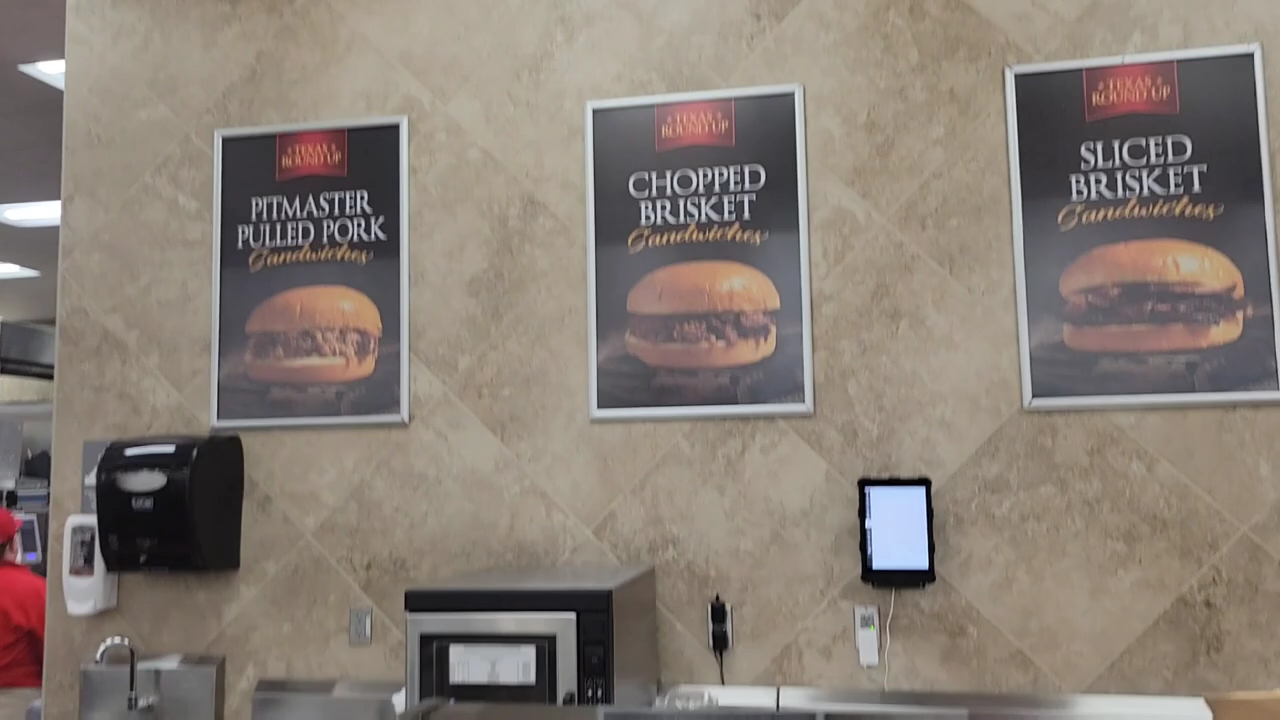 TEXAS
ROUND UP
PITMASTER
PULLED PORK
Sandwiches
TEXAS
ROUND UP
CHOPPED
BRISKET
Sandwiches
TEXAS
ROUND UP
SLICED
BRISKET
Sandwiches